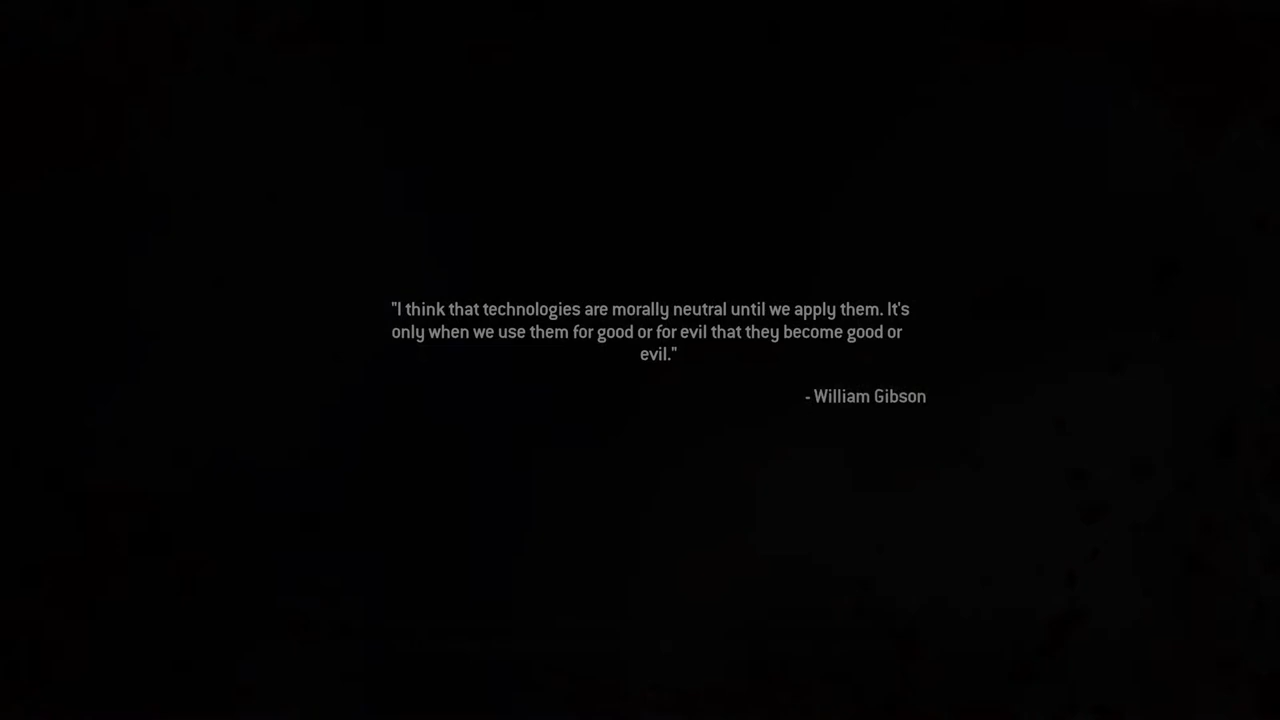 "I think that technologies are morally neutral until we apply them. It's
only when we use them for good or for evil that they become good or
evil."
- William Gibson